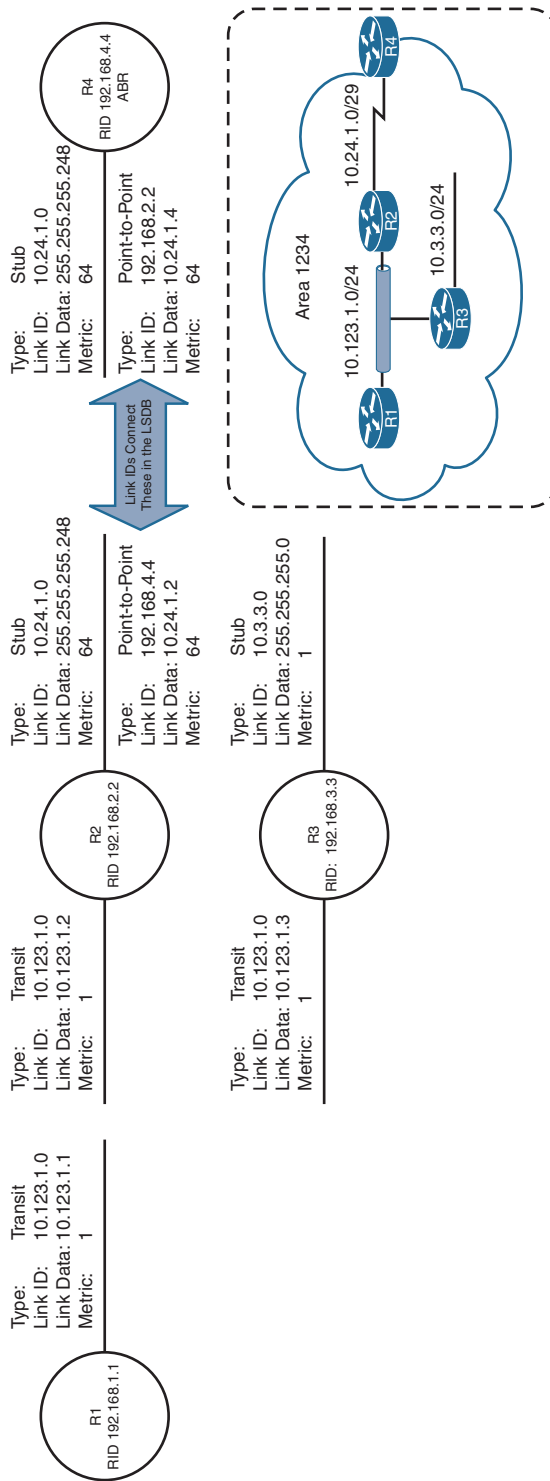 R1
RID 192.168.1.1
Type: Transit
Link ID: 10.123.1.0
Link Data: 10.123.1.1
Metric: 1
Type: Transit
Link ID: 10.123.1.0
Link Data: 10.123.1.2
Metric: 1
R2
RID 192.168.2.2
Type: Stub
Link ID: 10.24.1.0
Link Data: 255.255.255.248
Metric: 64
Type: Point-to-Point
Link ID: 192.168.4.4
Link Data: 10.24.1.2
Metric: 64
Link IDs Connect
These in the LSDB
Type: Stub
Link ID: 10.24.1.0
Link Data: 255.255.255.248
Metric: 64
Type: Point-to-Point
Link ID: 192.168.2.2
Link Data: 10.24.1.4
Metric: 64
R4
RID 192.168.4.4
ABR
Type: Transit
Link ID: 10.123.1.0
Link Data: 10.123.1.3
Metric: 1
R3
RID: 192.168.3.3
Type: Stub
Link ID: 10.3.3.0
Link Data: 255.255.255.0
Metric: 1
Area 1234
10.123.1.0/24
10.24.1.0/29
R1
R2
R4
10.3.3.0/24
R3